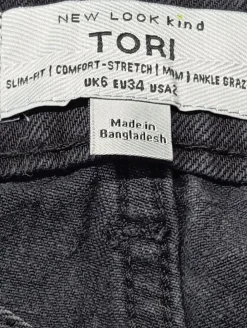 NEW LOOK kind
TORI
SLIM-FIT | COMFORT-STRETCH | MOM | ANKLE GRAZ
UK6 EU34 USA2
Made in
Bangladesh